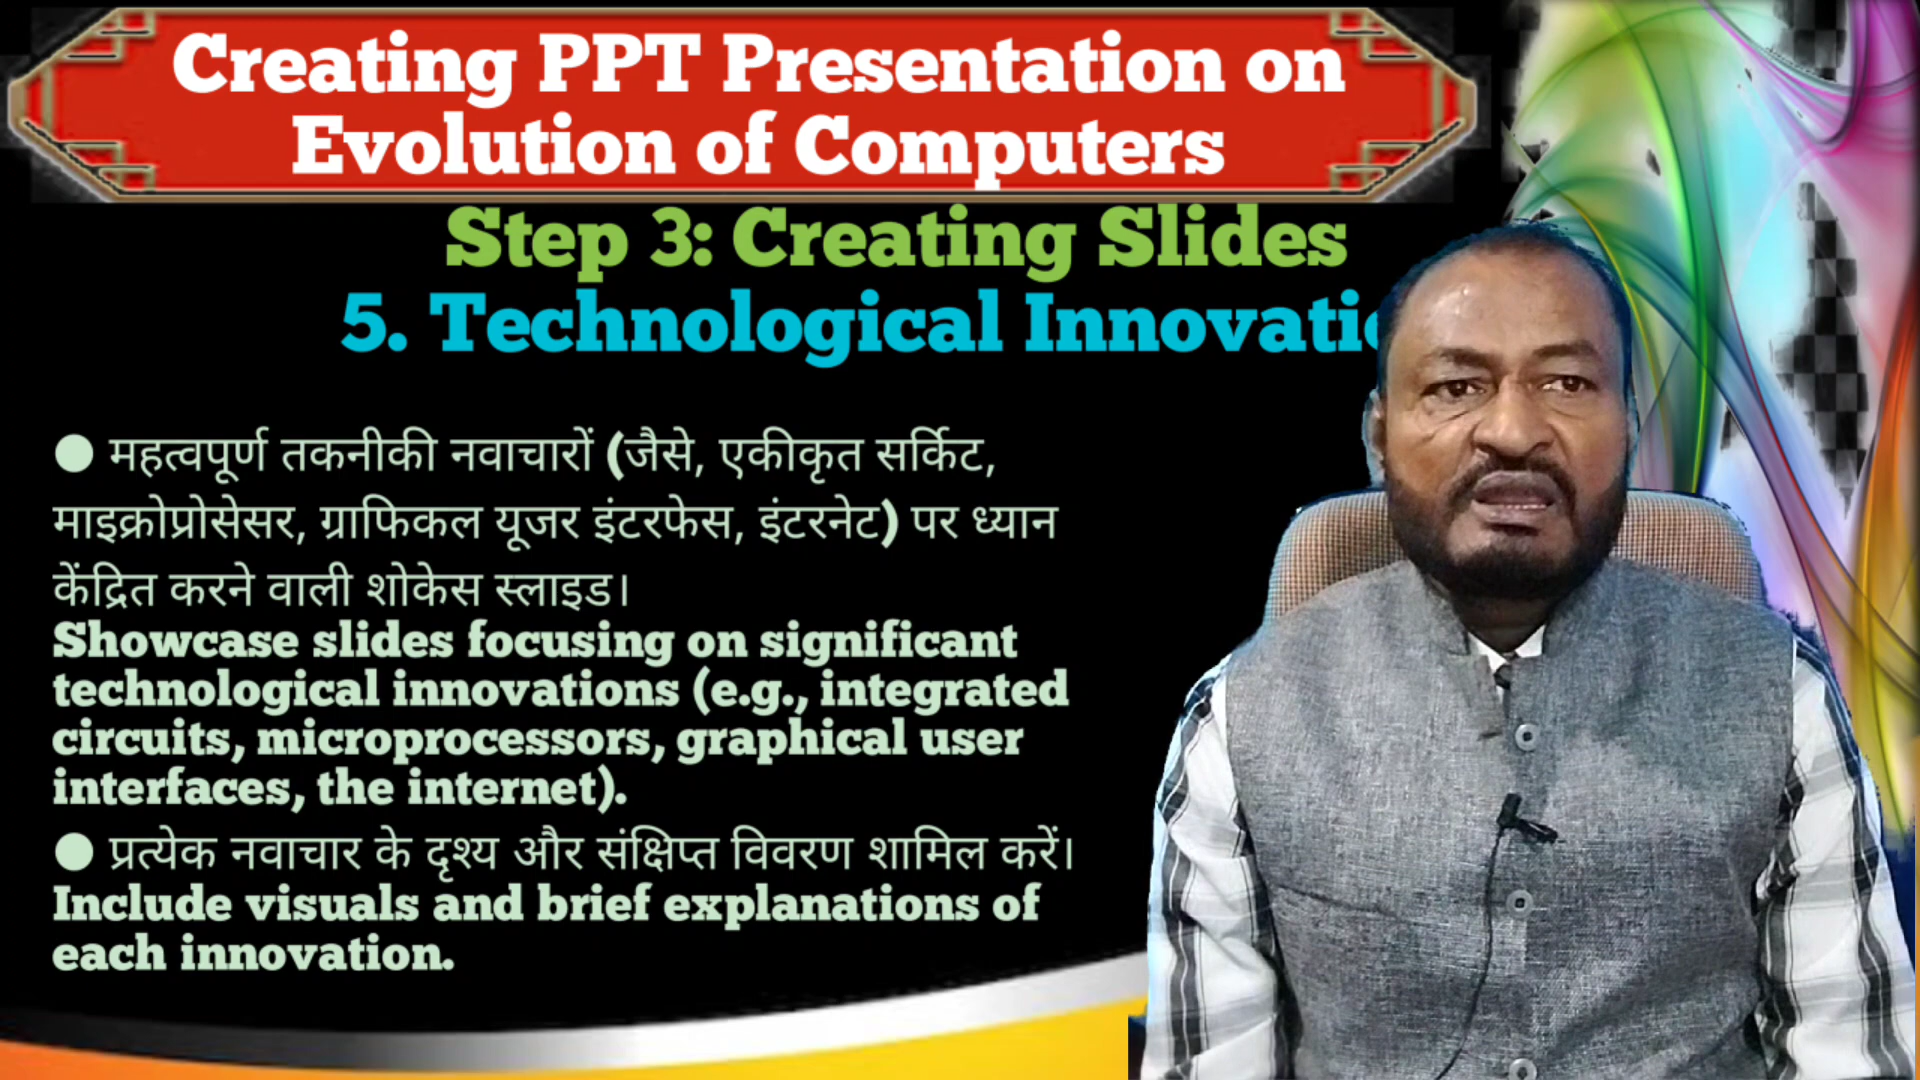 Creating PPT Presentation on
Evolution of Computers
Step 3: Creating Slides
5. Technological
● महत्वपूर्ण तकनीकी नवाचारों (जैसे, एकीकृत सर्किट,
माइक्रोप्रोसेसर, ग्राफिकल यूजर इंटरफेस, इंटरनेट) पर ध्यान
केंद्रित करने वाली शोकेस स्लाइड।
Showcase slides focusing on significant
technological innovations (e.g., integrated
circuits, microprocessors, graphical user
interfaces, the internet).
● प्रत्येक नवाचार के दृश्य और संक्षिप्त विवरण शामिल करें।
Include visuals and brief explanations of
each innovation.